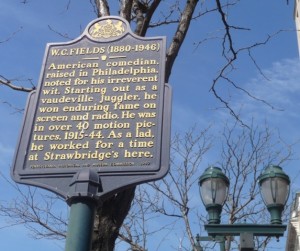 W.C. FIELDS (1880-1946)
American comedian,
raised in Philadelphia,
noted for his irreverent
wit. Starting out as a
vaudeville juggler, he
won enduring fame on
screen and radio. He was
in over 40 motion pic-
tures, 1915-44. As a lad,
he worked for a time
at Strawbridge's here.